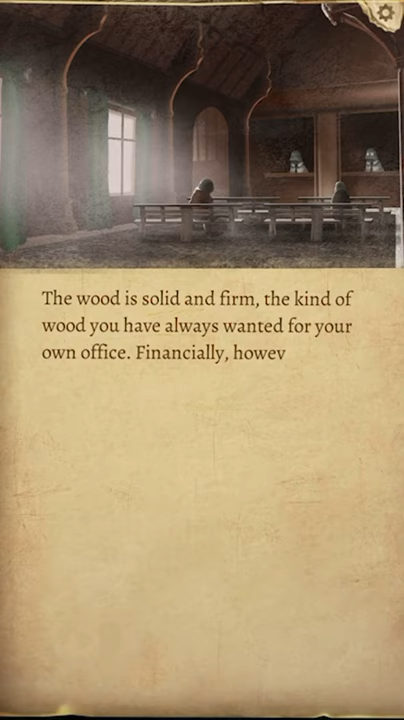 The wood is solid and firm, the kind of
wood you have always wanted for your
own office. Financially, howev